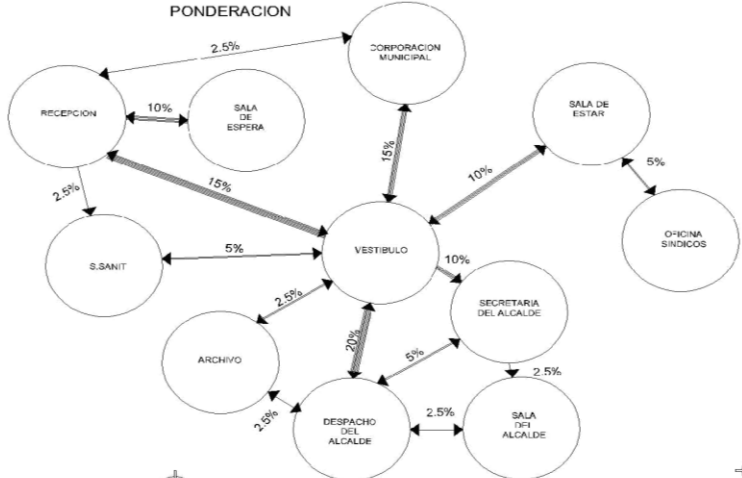 PONDERACION
2.5%
CORPORACION
MUNICIPAL
RECEPCION
10%
SALA
DE
ESPERA
SALA DE
ESTAR
15%
10%
5%
2.5%
15%
OFICINA
SINDICOS
S.SANIT
5%
VESTIBULO
10%
2.5%
SECRETARIA
DEL ALCALDE
ARCHIVO
20%
5%
2.5%
2.5%
DESPACHO
DEL
ALCALDE
2.5%
SALA
DEL
ALCALDE